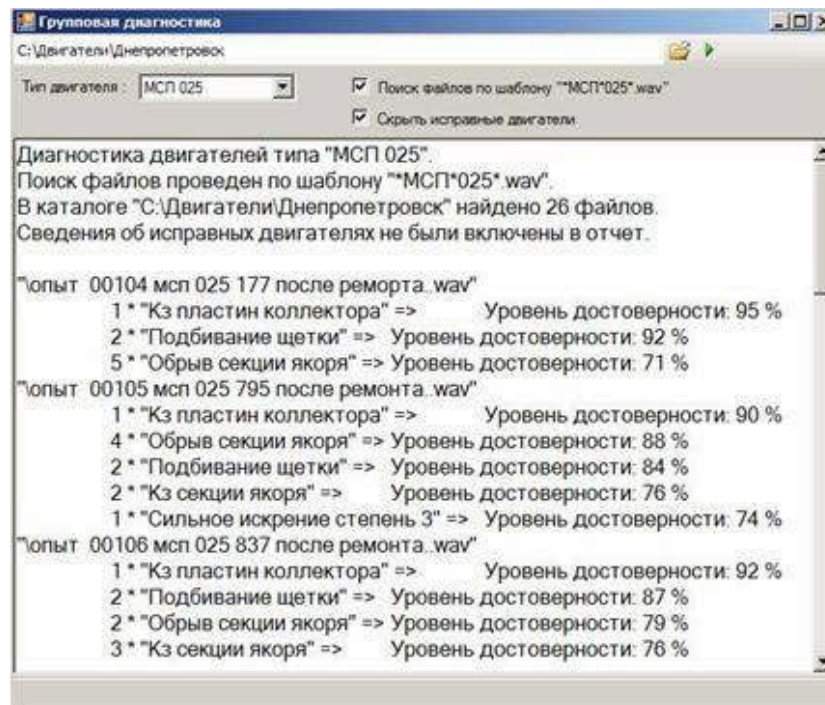 Групповая диагностика
С:\Двигатели\Днепропетровск
Тип двигателя : МСП 025
Поиск файлов по шаблону "*МСП*025*.wav"
Скрыть исправные двигатели
Диагностика двигателей типа "МСП 025".
Поиск файлов проведен по шаблону "*МСП*025*.wav".
В каталоге "С:\Двигатели\Днепропетровск" найдено 26 файлов.
Сведения об исправных двигателях не были включены в отчет.
"\опыт 00104 мсп 025 177 после реморта..wav"
1 * "Кз пластин коллектора" => Уровень достоверности: 95 %
2 * "Подбивание щетки" => Уровень достоверности: 92 %
5 * "Обрыв секции якоря" => Уровень достоверности: 71 %
"\опыт 00105 мсп 025 795 после ремонта..wav"
1 * "Кз пластин коллектора" => Уровень достоверности: 90 %
4 * "Обрыв секции якоря" => Уровень достоверности: 88 %
2 * "Подбивание щетки" => Уровень достоверности: 84 %
2 * "Кз секции якоря" => Уровень достоверности: 76 %
1 * "Сильное искрение степень 3" => Уровень достоверности: 74 %
"\опыт 00106 мсп 025 837 после ремонта..wav"
1 * "Кз пластин коллектора" => Уровень достоверности: 92 %
2 * "Подбивание щетки" => Уровень достоверности: 87 %
2 * "Обрыв секции якоря" => Уровень достоверности: 79 %
3 * "Кз секции якоря" => Уровень достоверности: 76 %